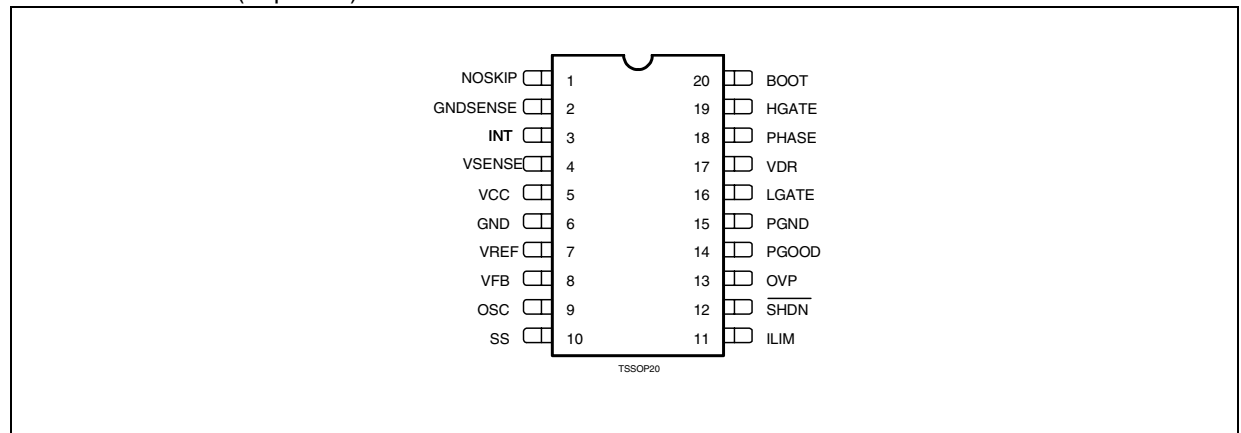 NOSKIP 1 20 BOOT
GNDSENSE 2 19 HGATE
INT 3 18 PHASE
VSENSE 4 17 VDR
VCC 5 16 LGATE
GND 6 15 PGND
VREF 7 14 PGOOD
VFB 8 13 OVP
OSC 9 12 SHDN
SS 10 11 ILIM
TSSOP20